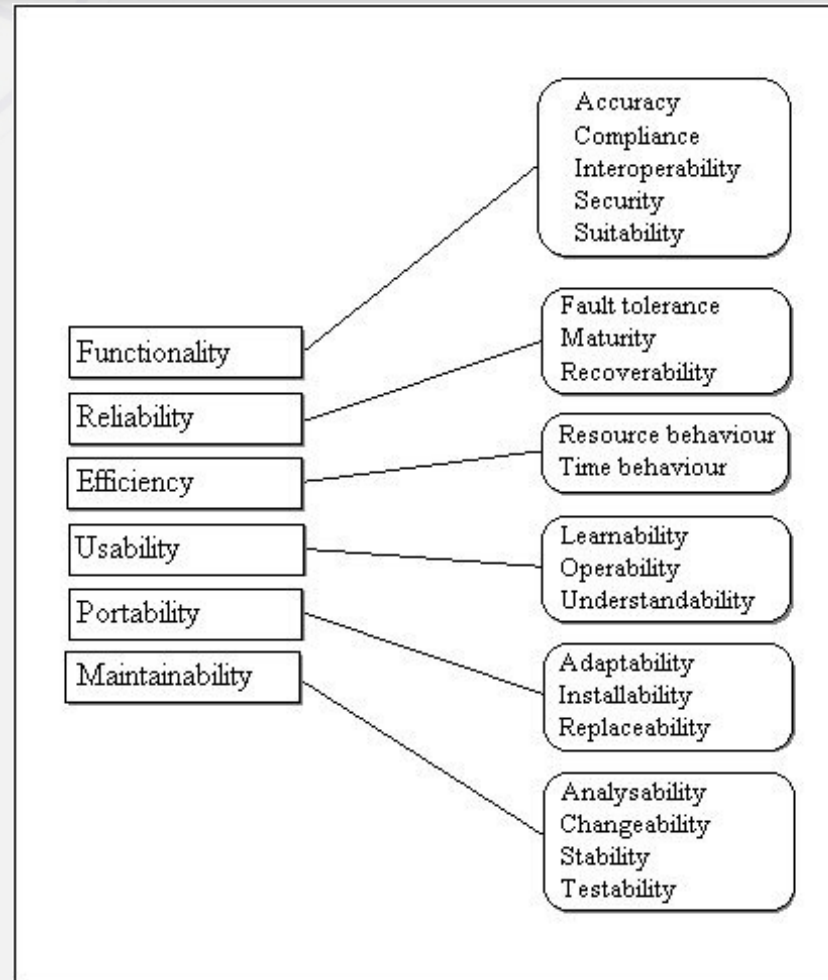 Functionality
Reliability
Efficiency
Usability
Portability
Maintainability
Accuracy
Compliance
Interoperability
Security
Suitability
Fault tolerance
Maturity
Recoverability
Resource behaviour
Time behaviour
Learnability
Operability
Understandability
Adaptability
Installability
Replaceability
Analysability
Changeability
Stability
Testability